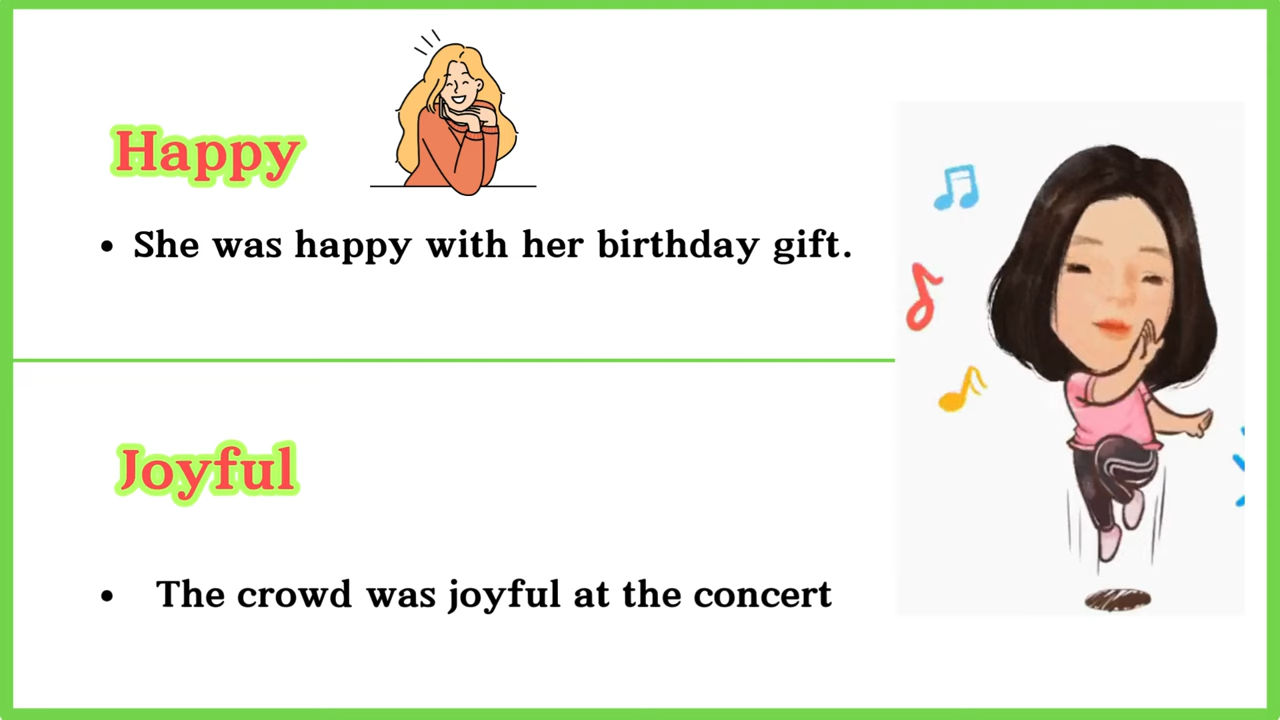 Happy
• She was happy with her birthday gift.
Joyful
• The crowd was joyful at the concert